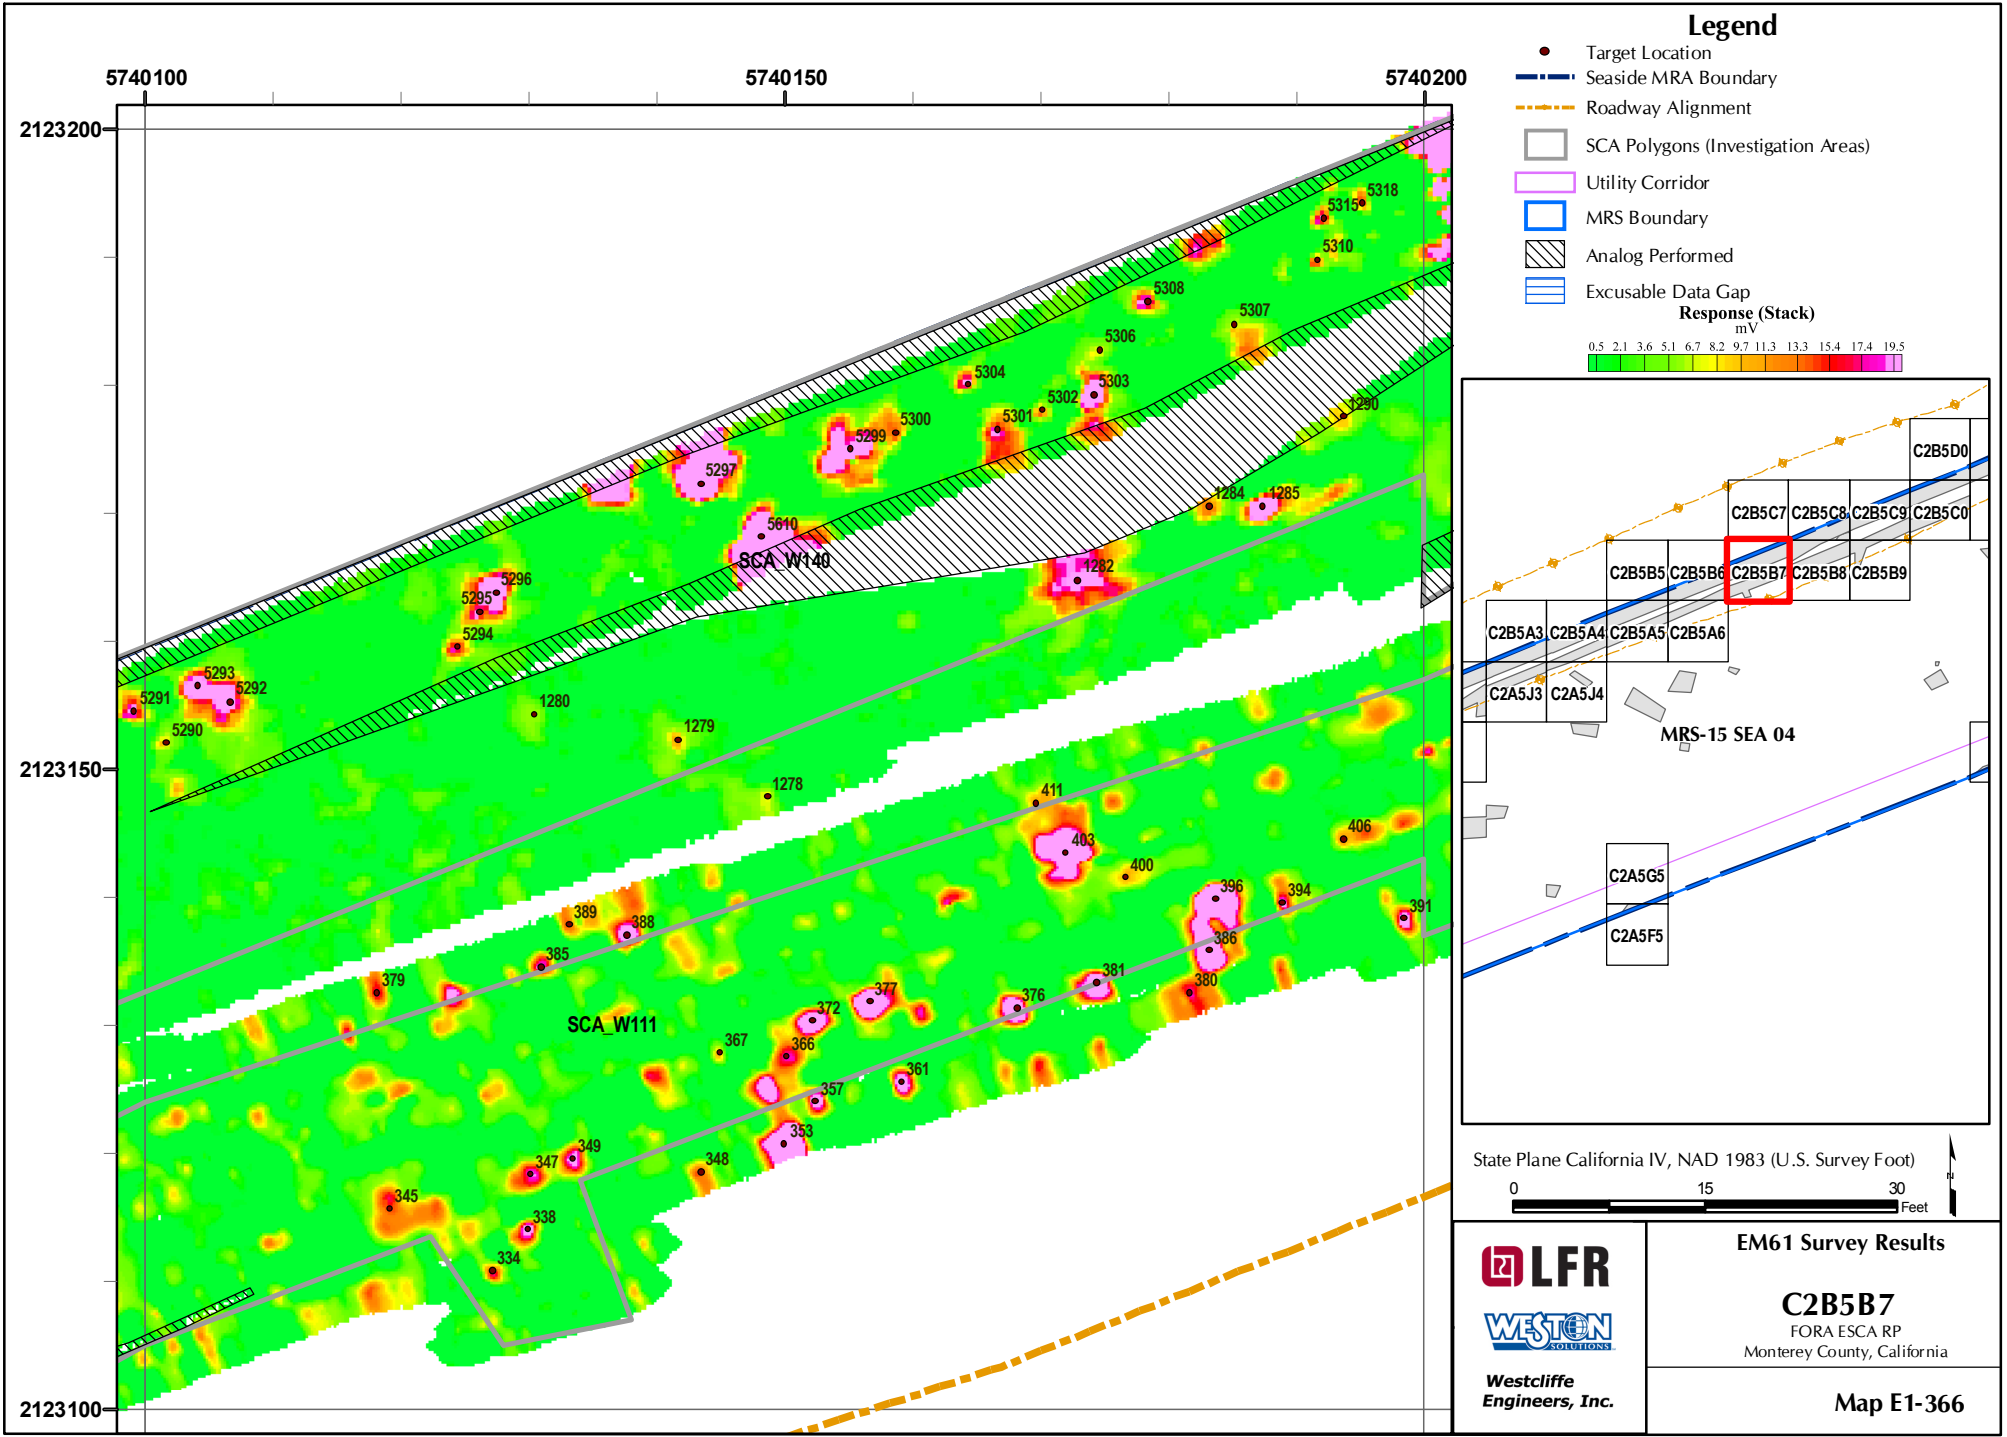 Legend
Target Location
Seaside MRA Boundary
Roadway Alignment
SCA Polygons (Investigation Areas)
Utility Corridor
MRS Boundary
Analog Performed
Excusable Data Gap
Response (Stack)
mV
0.5 2.1 3.6 5.1 6.7 8.2 9.7 11.3 13.3 15.4 17.4 19.5
5740100 5740150 5740200
2123200
2123150
2123100
5318
5315
5310
5308
5307
5306
5304
5303
5302
5301
1290
5300
5299
5297
1284 1285
5610
SCA_W140
1282
5296
5295
5294
5293
5292
5291
5290
1280
1279
1278
411
406
403
400
396
394
391
389
388
386
385
381
380
379
377
376
372
SCA_W111
367
366
361
357
353
349
348
347
345
338
334
C2B5D0
C2B5C7 C2B5C8 C2B5C9 C2B5C0
C2B5B5 C2B5B6 C2B5B7 C2B5B8 C2B5B9
C2B5A3 C2B5A4 C2B5A5 C2B5A6
C2A5J3 C2A5J4
MRS-15 SEA 04
C2A5G5
C2A5F5
State Plane California IV, NAD 1983 (U.S. Survey Foot)
0 15 30
Feet
N
LFR
WESTON
SOLUTIONS
Westcliffe
Engineers, Inc.
EM61 Survey Results
C2B5B7
FORA ESCA RP
Monterey County, California
Map E1-366